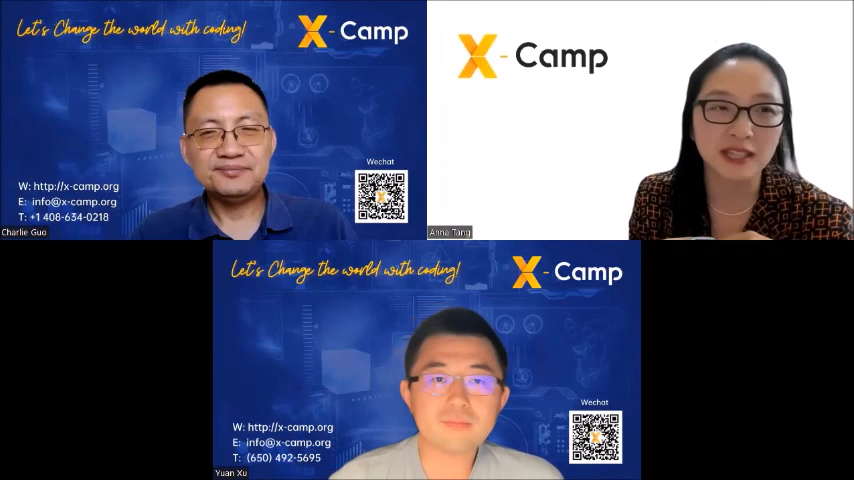 Let's Change the world with coding!
X-Camp
Wechat
W: http://x-camp.org
E: info@x-camp.org
T: +1 408-634-0218
Charlie Guo
X-Camp
Anna Tang
Let's Change the world with coding!
X-Camp
Wechat
W: http://x-camp.org
E: info@x-camp.org
T: (650) 492-5695
Yuan Xu